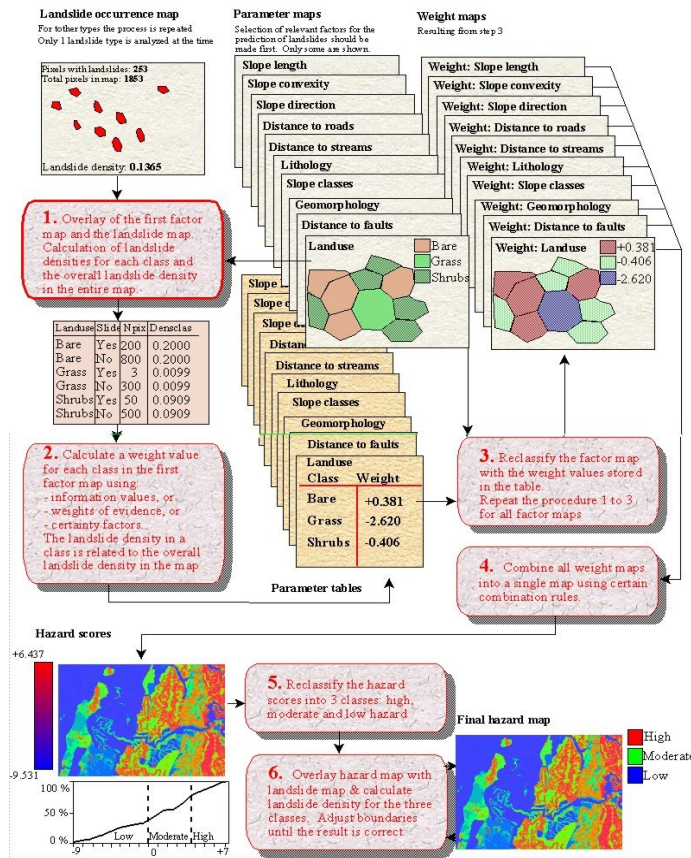 Landslide occurrence map
For tother types the process is repeated
Only 1 landslide type is analyzed at the time
Pixels with landslides: 253
Total pixels in map: 1853
Landslide density: 0.1365
Parameter maps
Selection of relevant factors for the
prediction of landslides should be
made first. Only some are shown.
Slope length
Slope convexity
Slope direction
Distance to roads
Distance to streams
Lithology
Slope classes
Geomorphology
Distance to faults
Landuse
Bare
Grass
Shrubs
Weight maps
Resulting from step 3
Weight: Slope length
Weight: Slope convexity
Weight: Slope direction
Weight: Distance to roads
Weight: Distance to streams
Weight: Lithology
Weight: Slope classes
Weight: Geomorphology
Weight: Distance to faults
Weight: Landuse
+0.381
-0.406
-2.620
1. Overlay of the first factor
map and the landslide map.
Calculation of landslide
densities for each class and
the overall landslide density
in the entire map.
Landuse Slide Npix Densclas
Bare Yes 200 0.2000
Bare No 800 0.2000
Grass Yes 3 0.0099
Grass No 300 0.0099
Shrubs Yes 50 0.0909
Shrubs No 500 0.0909
2. Calculate a weight value
for each class in the first
factor map using:
- information values, or
- weights of evidence, or
- certainty factors.
The landslide density in a
class is related to the overall
landslide density in the map
Slope
Slope c
Slope d
Distanc
Distance to streams
Lithology
Slope classes
Geomorphology
Distance to faults
Landuse
Class Weight
Bare +0.381
Grass -2.620
Shrubs -0.406
Parameter tables
3. Reclassify the factor map
with the weight values stored
in the table.
Repeat the procedure 1 to 3
for all factor maps
4. Combine all weight maps
into a single map using certain
combination rules.
Hazard scores
+6.437
-9.531
100 %
50 %
0 %
Low Moderate High
-9 0 +7
5. Reclassify the hazard
scores into 3 classes: high,
moderate and low hazard
6. Overlay hazard map with
landslide map & calculate
landslide density for the three
classes. Adjust boundaries
until the result is correct.
Final hazard map
High
Moderate
Low